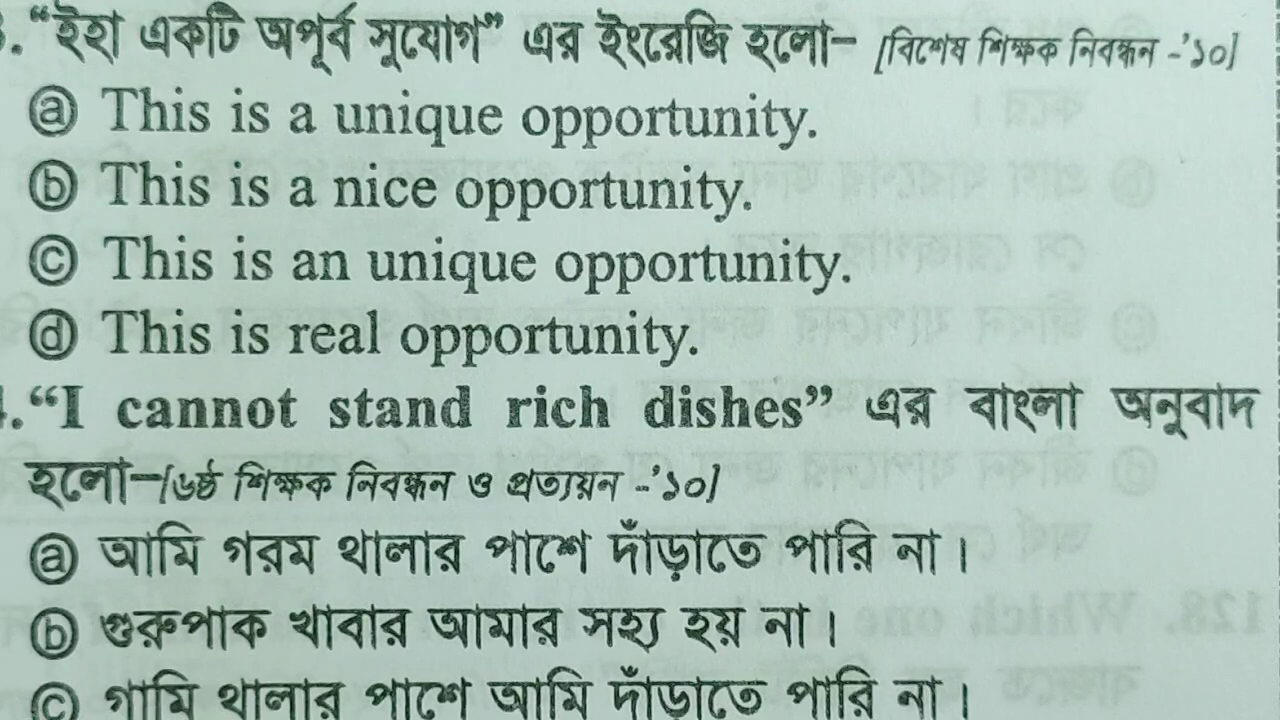 . “ইহা একটি অপূর্ব সুযোগ” এর ইংরেজি হলো– [বিশেষ শিক্ষক নিবন্ধন -’১০]
ⓐ This is a unique opportunity.
ⓑ This is a nice opportunity.
ⓒ This is an unique opportunity.
ⓓ This is real opportunity.
. “I cannot stand rich dishes” এর বাংলা অনুবাদ
হলো–[৬ষ্ঠ শিক্ষক নিবন্ধন ও প্রত্যয়ন -’১০]
ⓐ আমি গরম থালার পাশে দাঁড়াতে পারি না।
ⓑ গুরুপাক খাবার আমার সহ্য হয় না।
ⓒ গামি থালার পাশে আমি দাঁড়াতে পারি না।